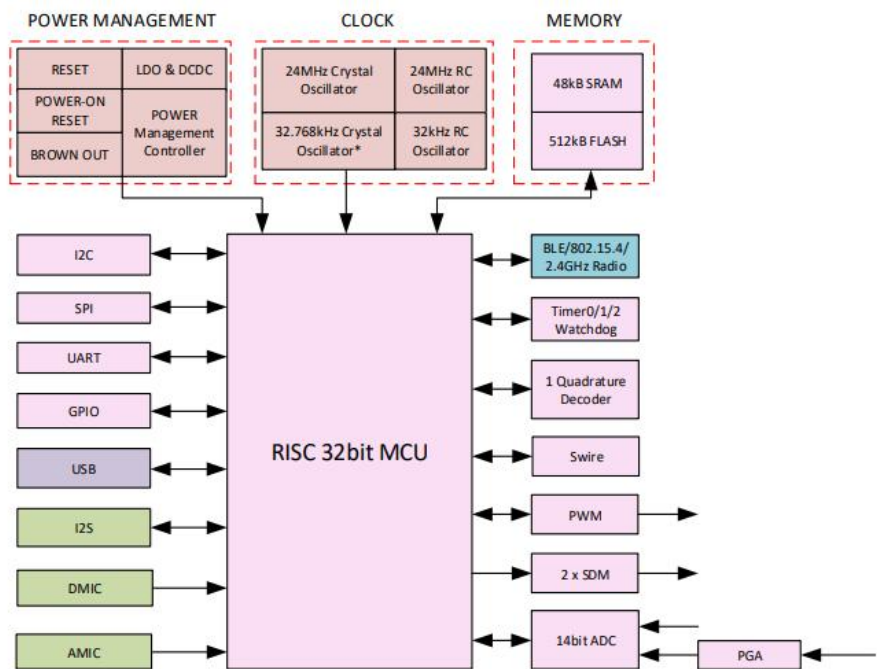 POWER MANAGEMENT
CLOCK
MEMORY
RESET
LDO & DCDC
POWER-ON
RESET
POWER
Management
Controller
BROWN OUT
24MHz Crystal
Oscillator
24MHz RC
Oscillator
32.768kHz Crystal
Oscillator*
32kHz RC
Oscillator
48kB SRAM
512kB FLASH
I2C
SPI
UART
GPIO
USB
I2S
DMIC
AMIC
RISC 32bit MCU
BLE/802.15.4/
2.4GHz Radio
Timer0/1/2
Watchdog
1 Quadrature
Decoder
Swire
PWM
2 x SDM
14bit ADC
PGA